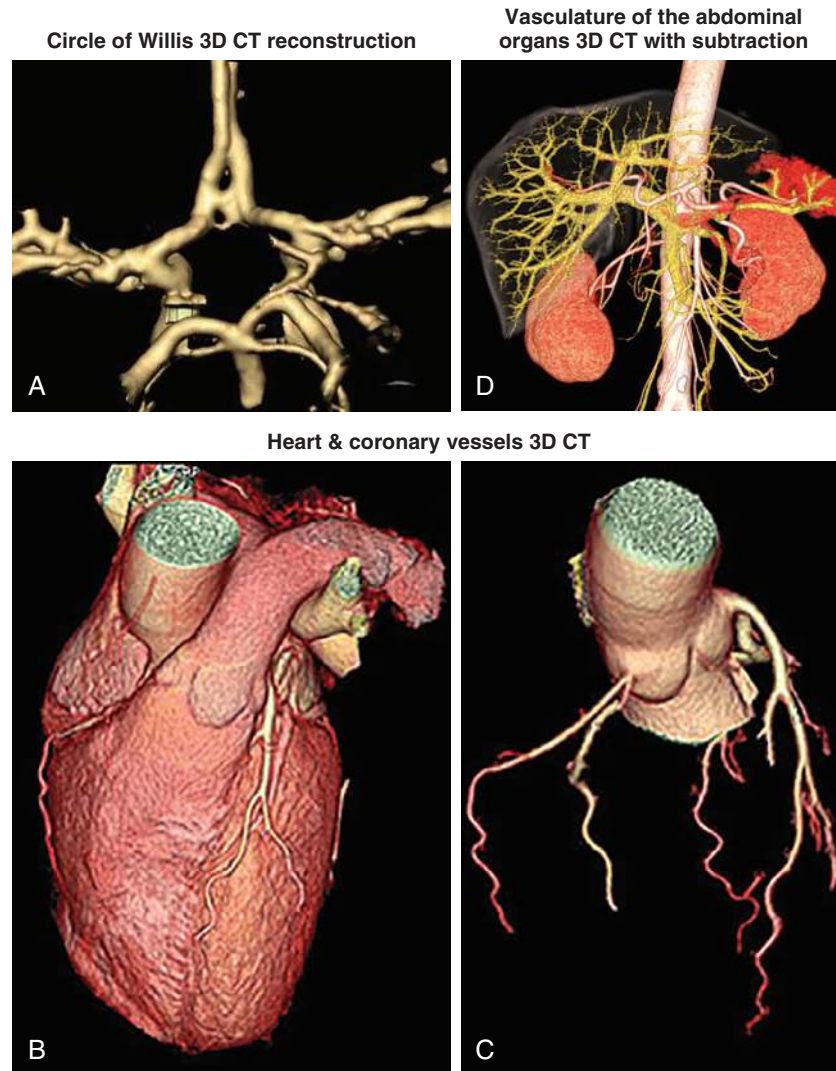 Circle of Willis 3D CT reconstruction
Vasculature of the abdominal
organs 3D CT with subtraction
A
D
Heart & coronary vessels 3D CT
B
C